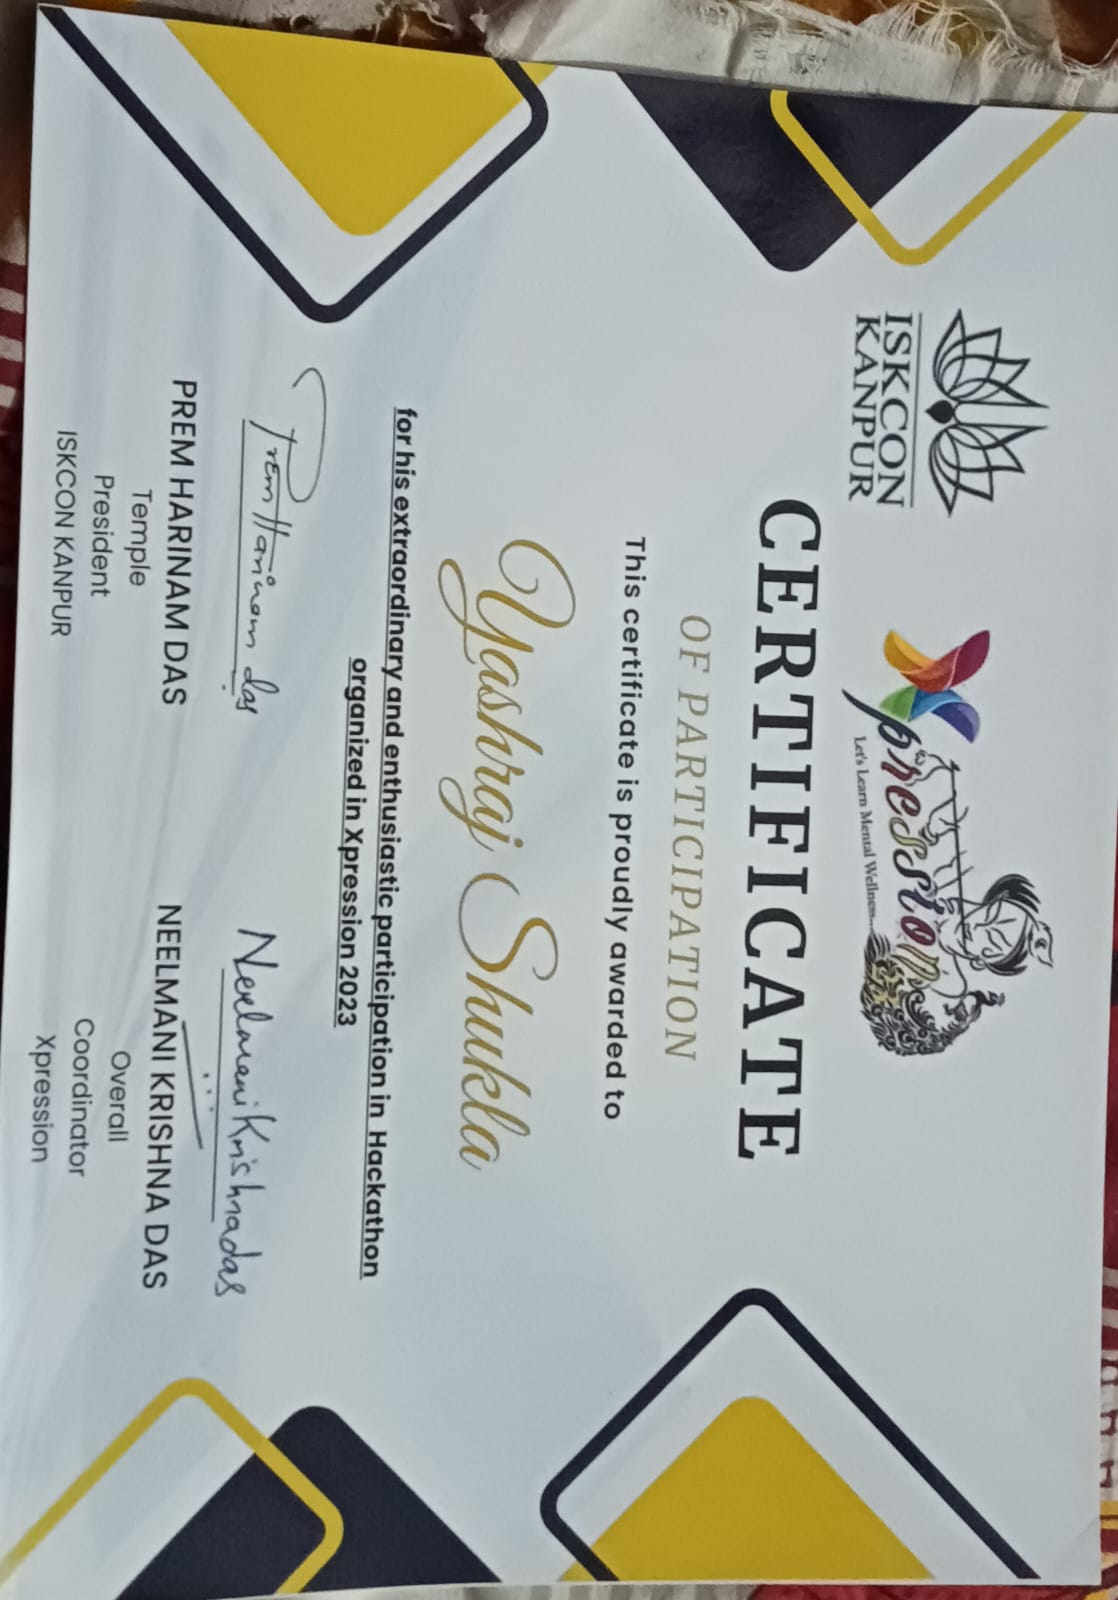 ISKCON
KANPUR
Xpression
Let's Learn Mental Wellness...
CERTIFICATE
OF PARTICIPATION
This certificate is proudly awarded to
Yashraj Shukla
for his extraordinary and enthusiastic participation in Hackathon
organized in Xpression 2023
Prem Harinam das
Neelmani Krishnadas
PREM HARINAM DAS
Temple
President
ISKCON KANPUR
NEELMANI KRISHNA DAS
Overall
Coordinator
Xpression